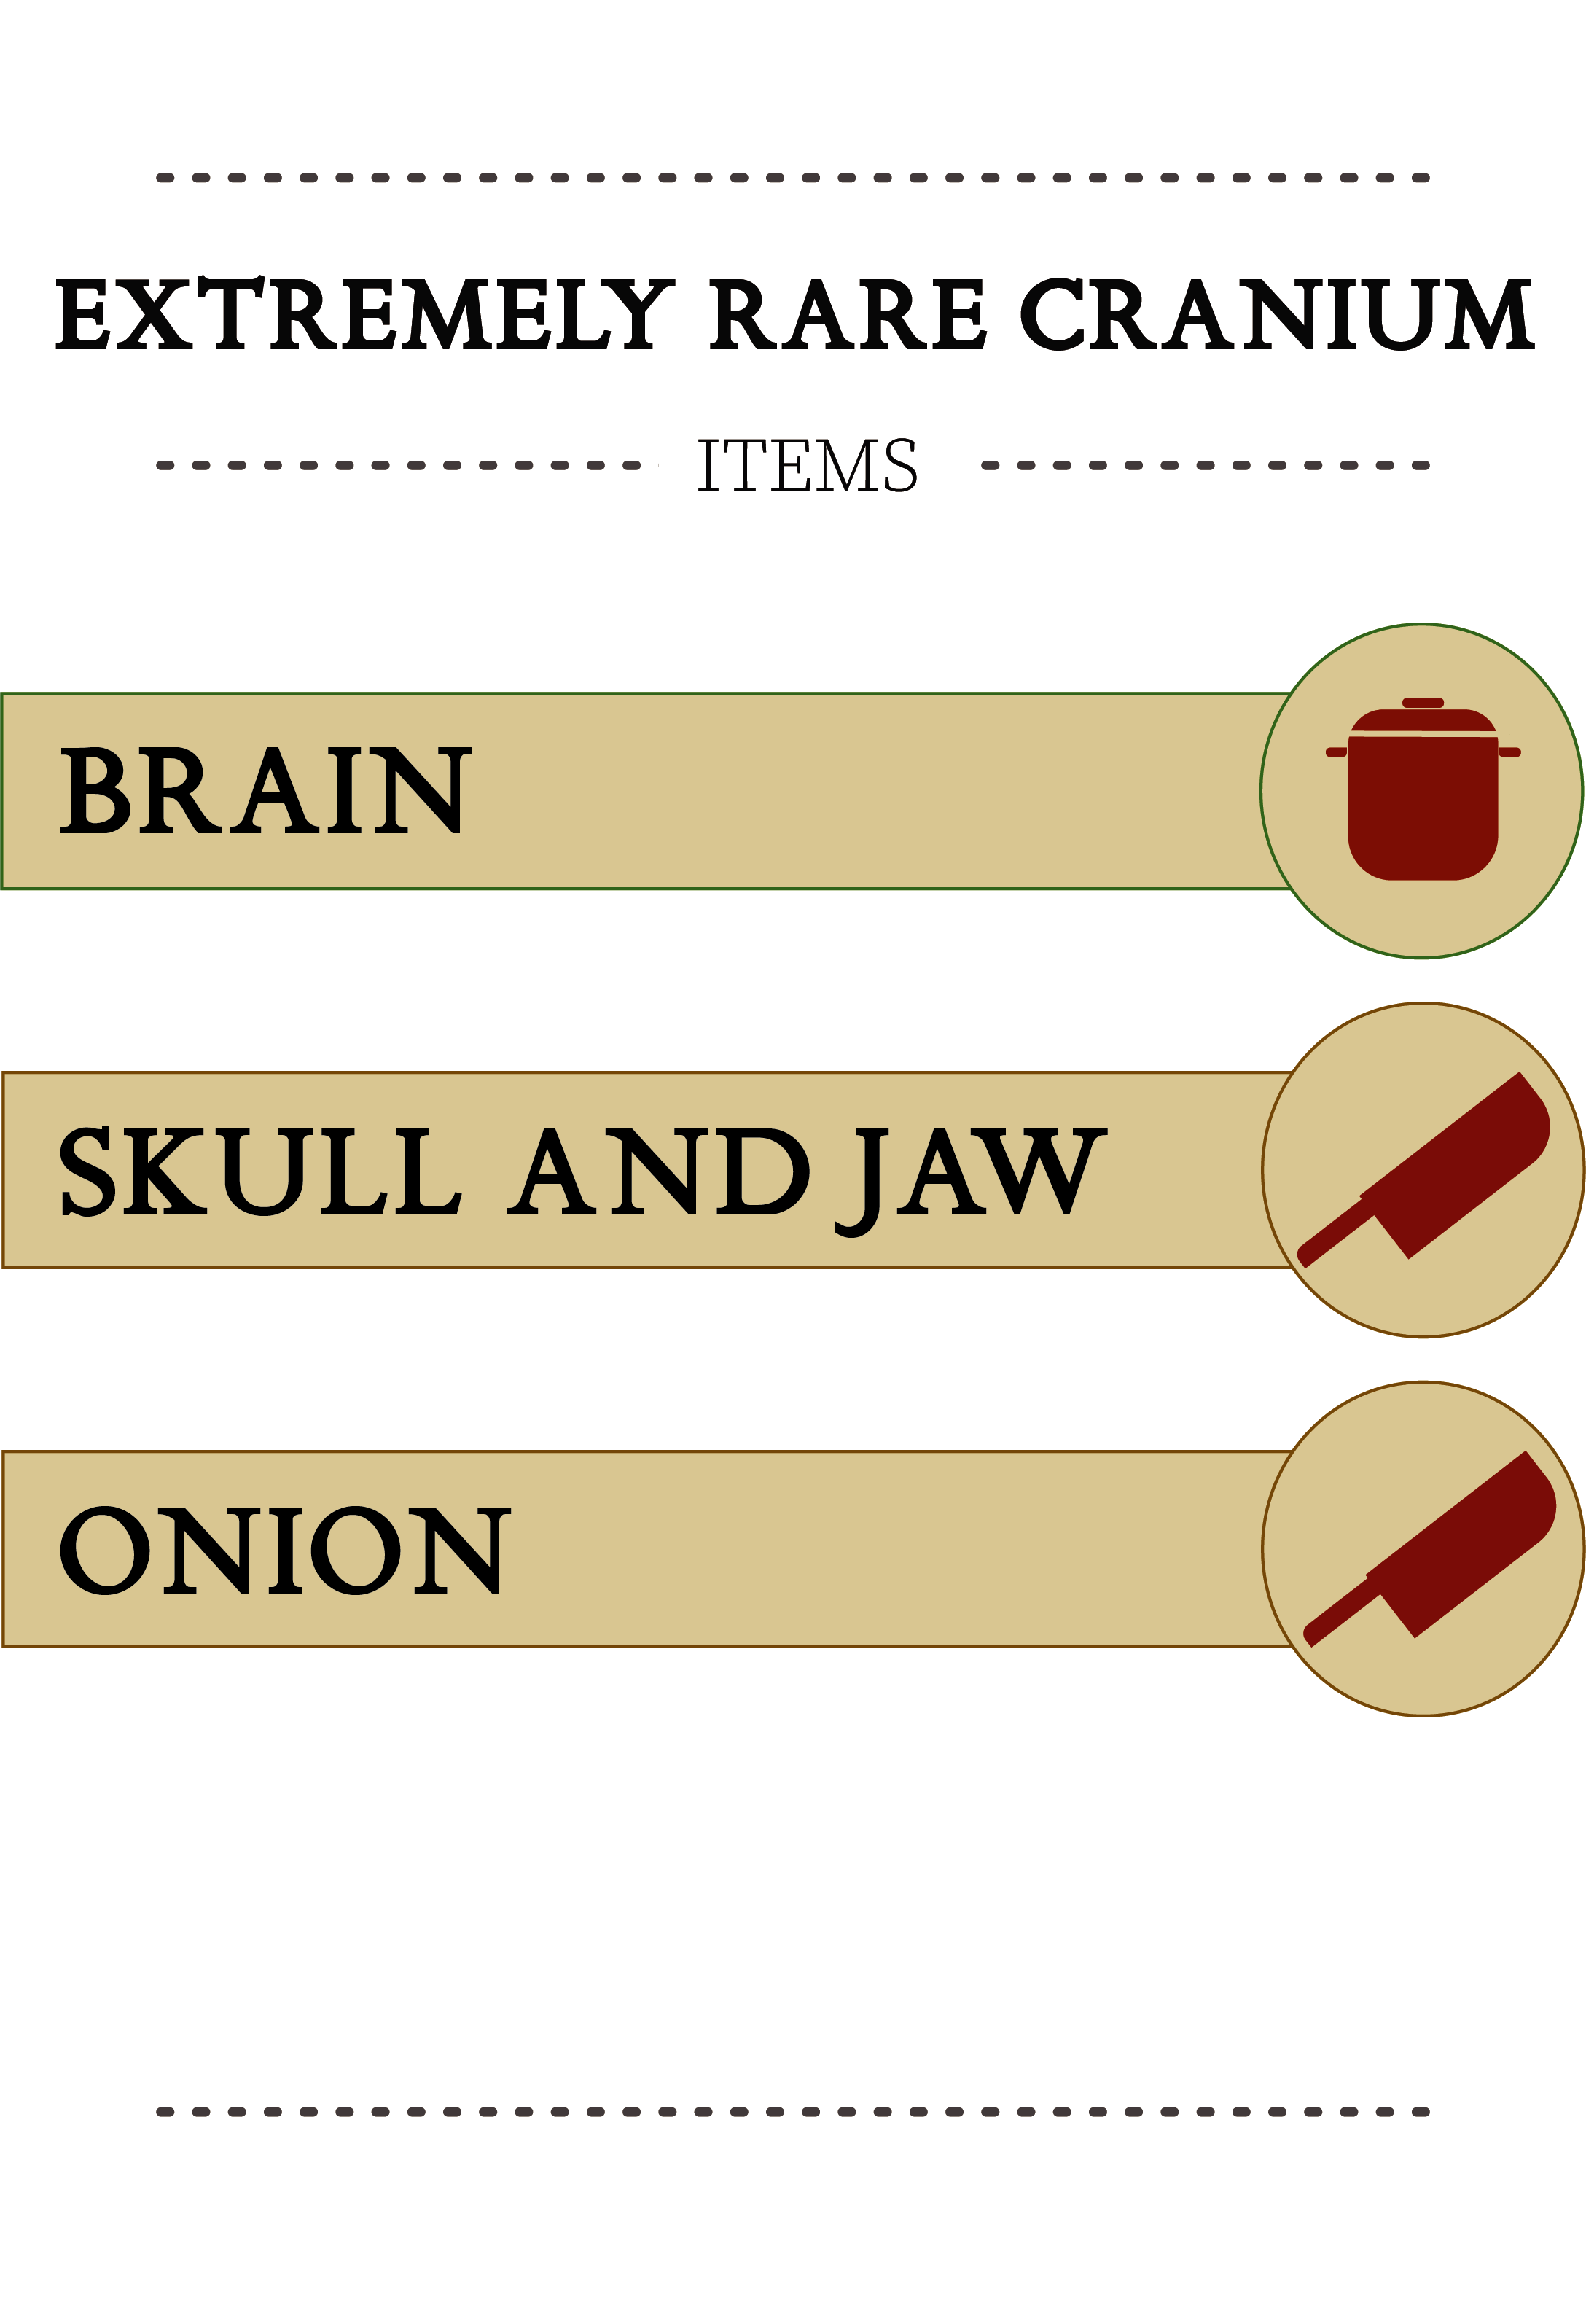 EXTREMELY RARE CRANIUM
ITEMS
BRAIN
SKULL AND JAW
ONION